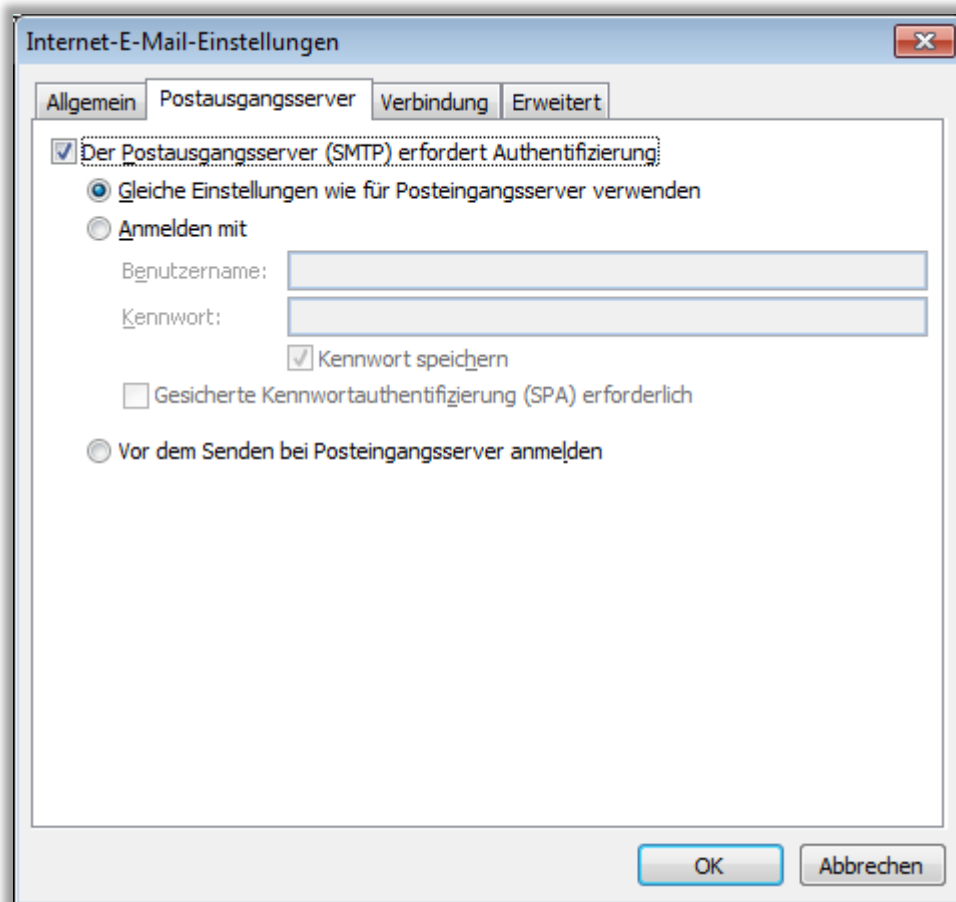 Internet-E-Mail-Einstellungen
Allgemein Postausgangsserver Verbindung Erweitert
Der Postausgangsserver (SMTP) erfordert Authentifizierung
Gleiche Einstellungen wie für Posteingangsserver verwenden
Anmelden mit
Benutzername:
Kennwort:
Kennwort speichern
Gesicherte Kennwortauthentifizierung (SPA) erforderlich
Vor dem Senden bei Posteingangsserver anmelden
OK Abbrechen